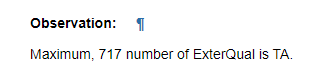 Observation: ¶
Maximum, 717 number of ExterQual is TA.